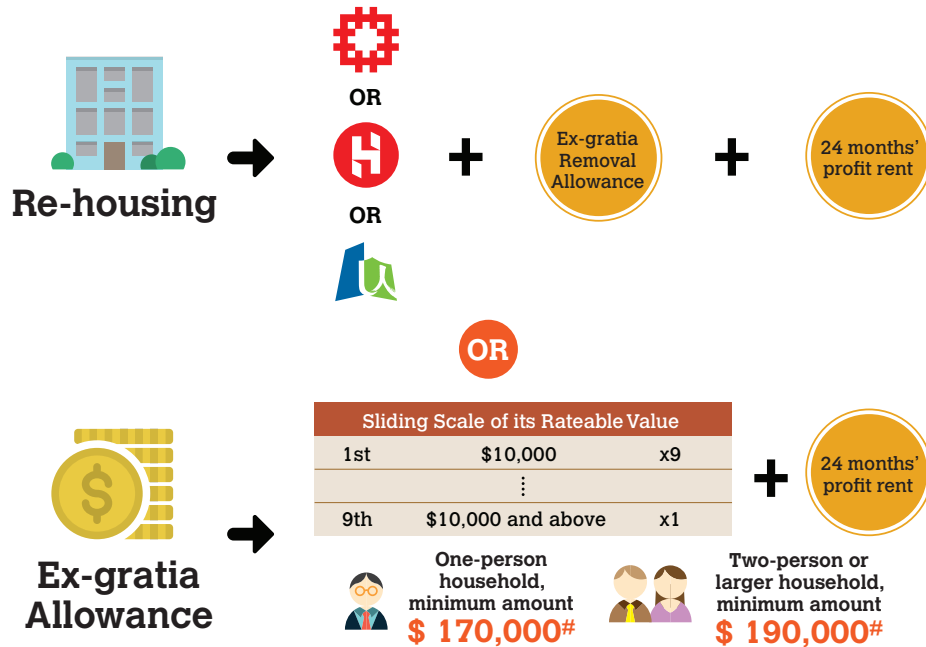 OR
OR
Re-housing
Ex-gratia
Removal
Allowance
24 months'
profit rent
OR
Sliding Scale of its Rateable Value
1st $10,000 x9
⋮
9th $10,000 and above x1
24 months'
profit rent
Ex-gratia
Allowance
One-person
household,
minimum amount
$ 170,000#
Two-person or
larger household,
minimum amount
$ 190,000#